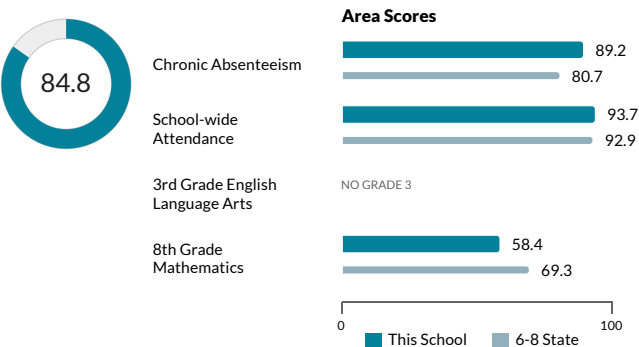 84.8
Area Scores
Chronic Absenteeism
89.2
80.7
School-wide
Attendance
93.7
92.9
3rd Grade English
Language Arts
NO GRADE 3
8th Grade
Mathematics
58.4
69.3
0
100
This School
6-8 State